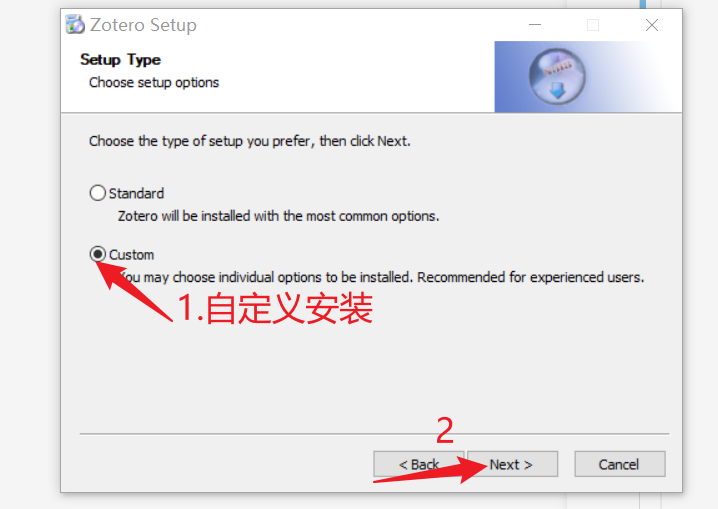 Zotero Setup
Setup Type
Choose setup options
Choose the type of setup you prefer, then click Next.
Standard
Zotero will be installed with the most common options.
Custom
You may choose individual options to be installed. Recommended for experienced users.
1.自定义安装
2
< Back
Next >
Cancel